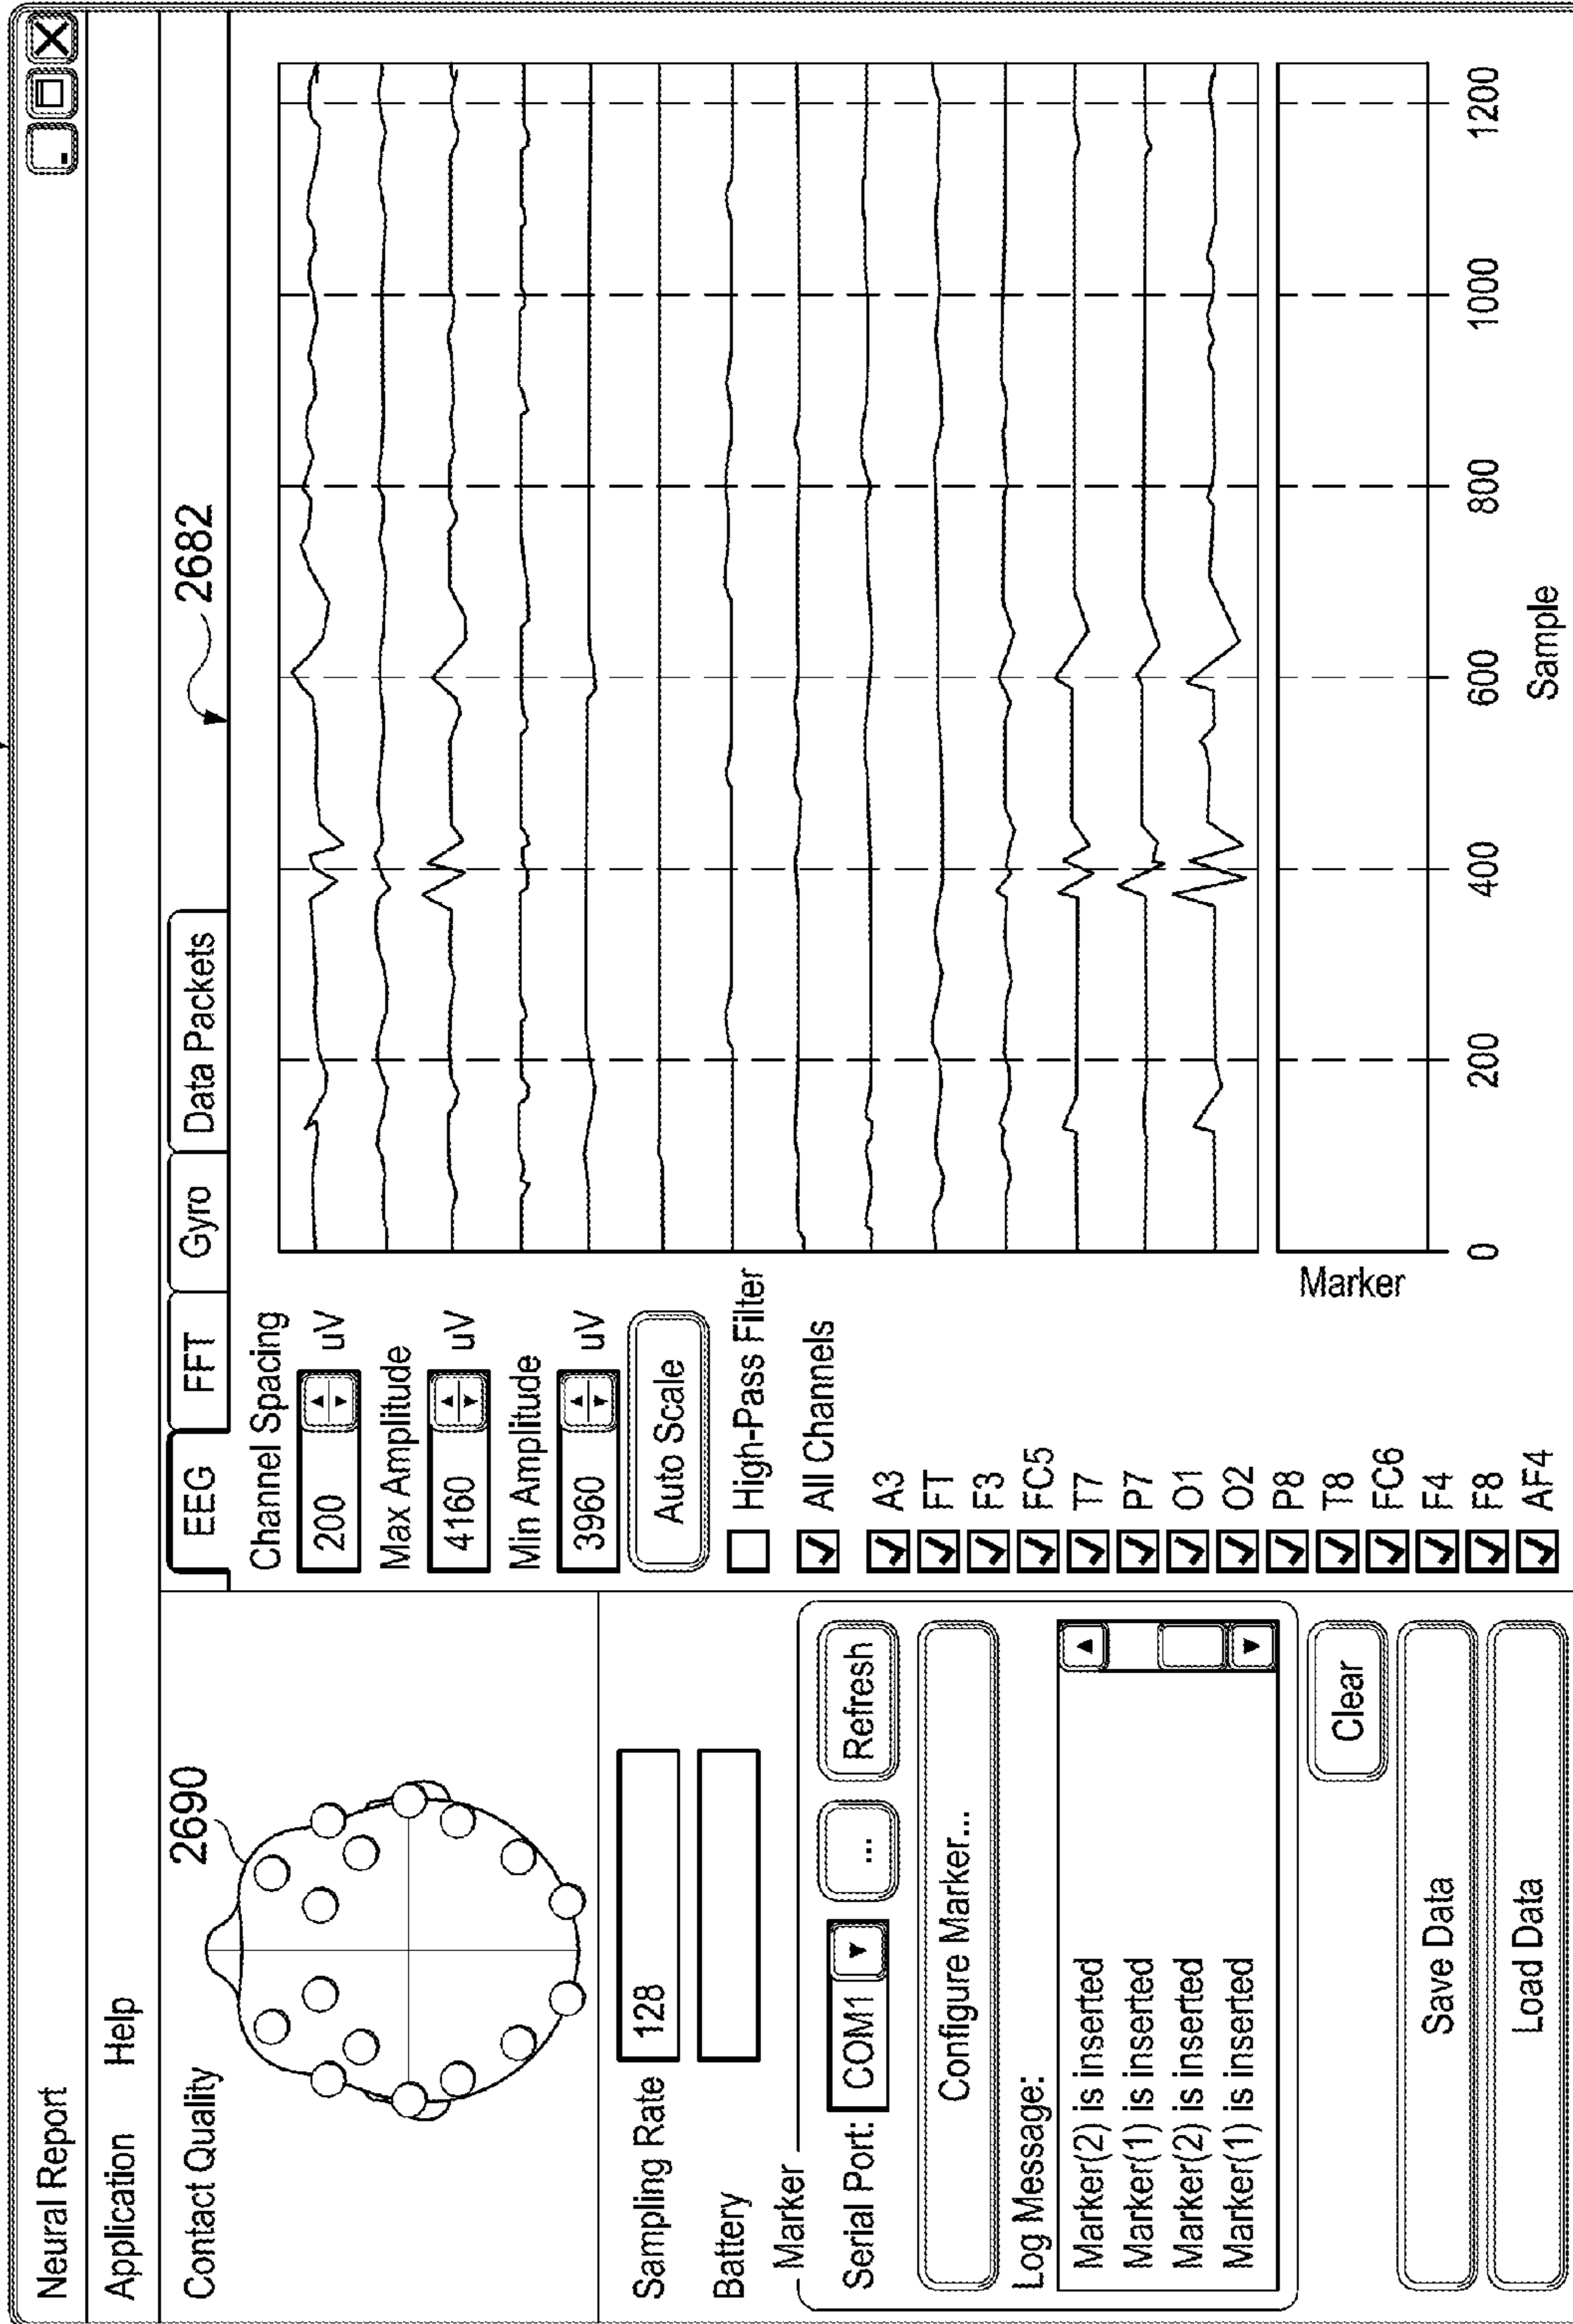 Neural Report
Application Help
Contact Quality
2690
Sampling Rate 128
Battery
Marker
Serial Port: COM1 ... Refresh
Configure Marker...
Log Message:
Marker(2) is inserted
Marker(1) is inserted
Marker(2) is inserted
Marker(1) is inserted
Clear
Save Data
Load Data
EEG FFT Gyro Data Packets
2682
Channel Spacing
200 uV
Max Amplitude
4160 uV
Min Amplitude
3960 uV
Auto Scale
High-Pass Filter
All Channels
A3
FT
F3
FC5
T7
P7
O1
O2
P8
T8
FC6
F4
F8
AF4
Marker
0 200 400 600 800 1000 1200
Sample